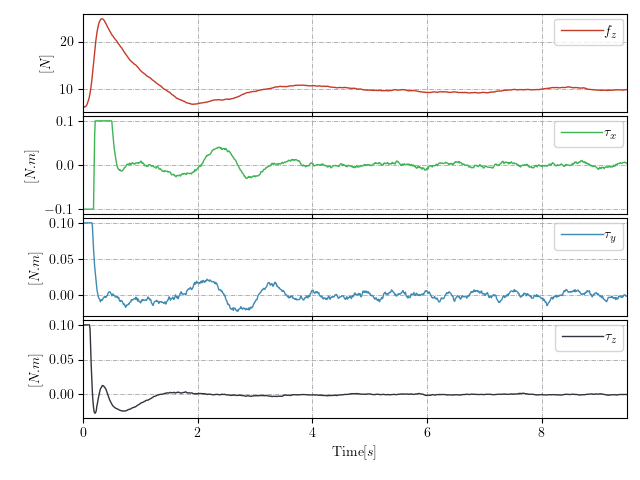 20
10
[N]
f_z
0.1
0.0
−0.1
[N.m]
τ_x
0.10
0.05
0.00
[N.m]
τ_y
0.10
0.05
0.00
[N.m]
τ_z
0 2 4 6 8
Time[s]